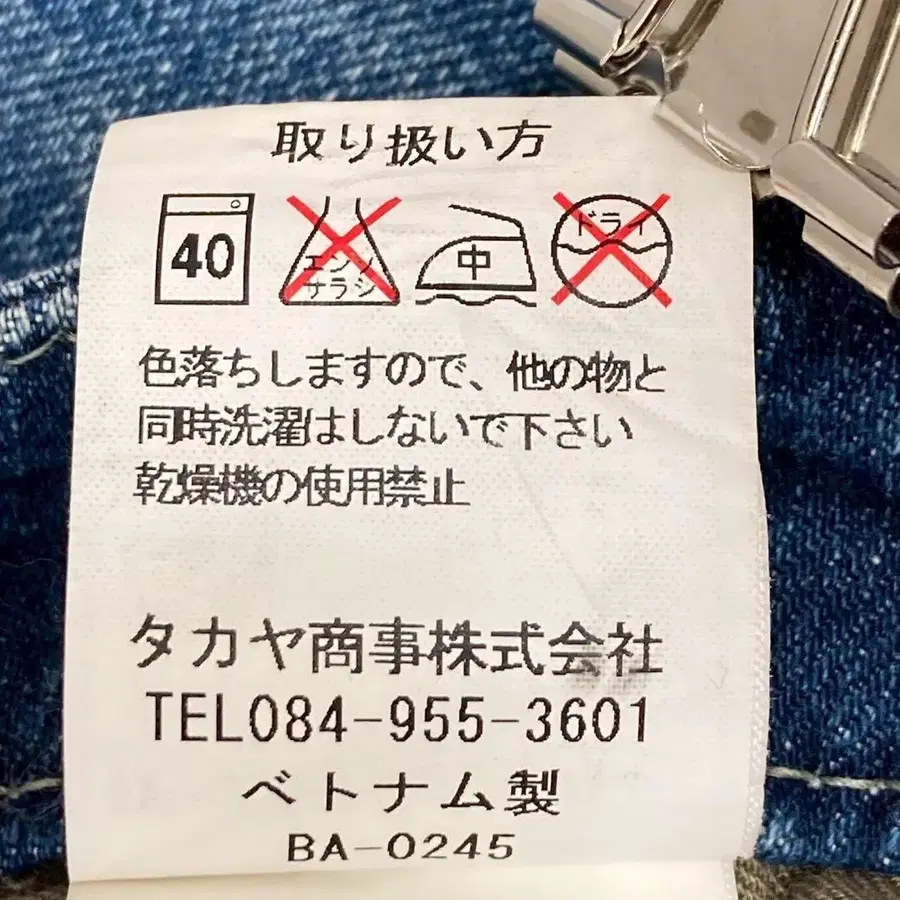 取り扱い方
40 エンソサラシ 中 ドライ
色落ちしますので、他の物と
同時洗濯はしないで下さい
乾燥機の使用禁止
タカヤ商事株式会社
TEL084-955-3601
ベトナム製
BA-0245